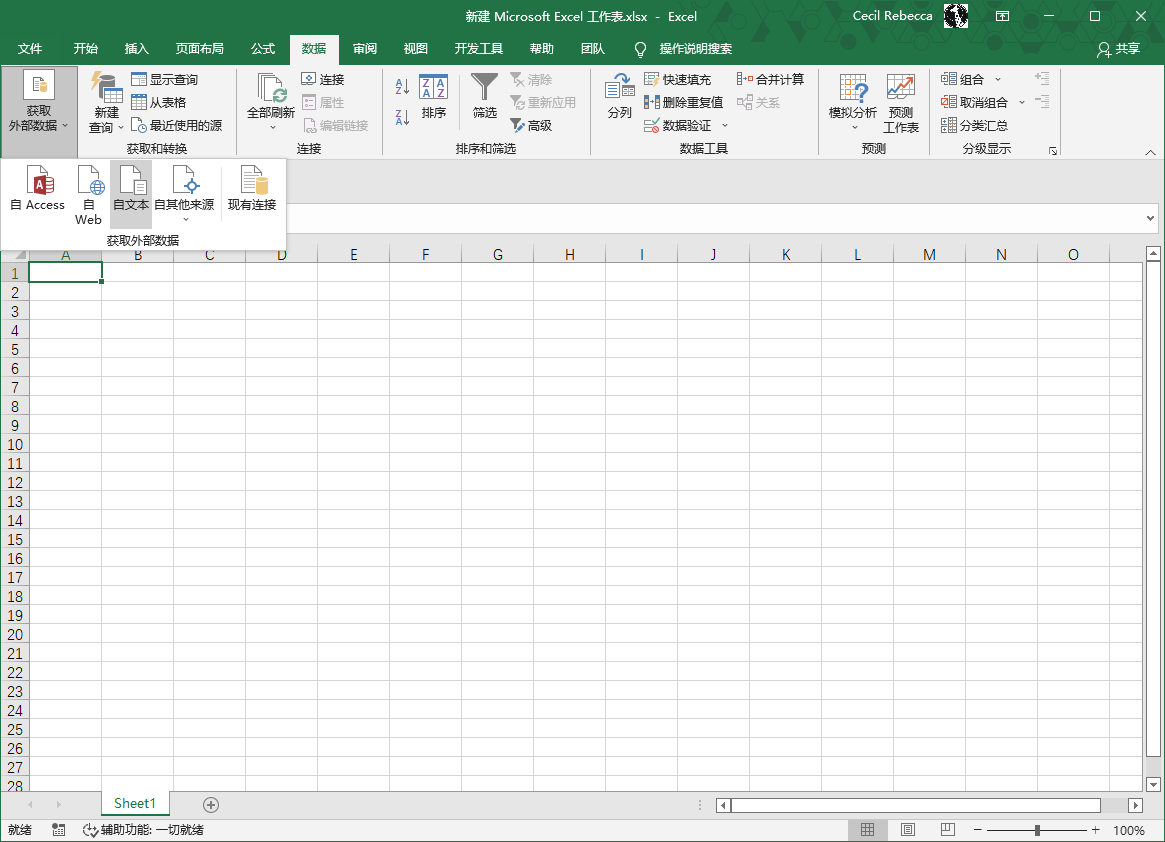 新建 Microsoft Excel 工作表.xlsx - Excel
Cecil Rebecca
文件 开始 插入 页面布局 公式 数据 审阅 视图 开发工具 帮助 团队 操作说明搜索 共享
获取
外部数据
新建
查询
显示查询
从表格
最近使用的源
获取和转换
全部刷新
连接
属性
编辑链接
连接
排序
筛选
清除
重新应用
高级
排序和筛选
分列
快速填充
删除重复值
数据验证
合并计算
关系
数据工具
模拟分析
预测
工作表
预测
组合
取消组合
分类汇总
分级显示
自 Access
自
Web
自文本
自其他来源
现有连接
获取外部数据
A B C D E F G H I J K L M N O
1
2
3
4
5
6
7
8
9
10
11
12
13
14
15
16
17
18
19
20
21
22
23
24
25
26
27
28
Sheet1
就绪 辅助功能: 一切就绪 100%